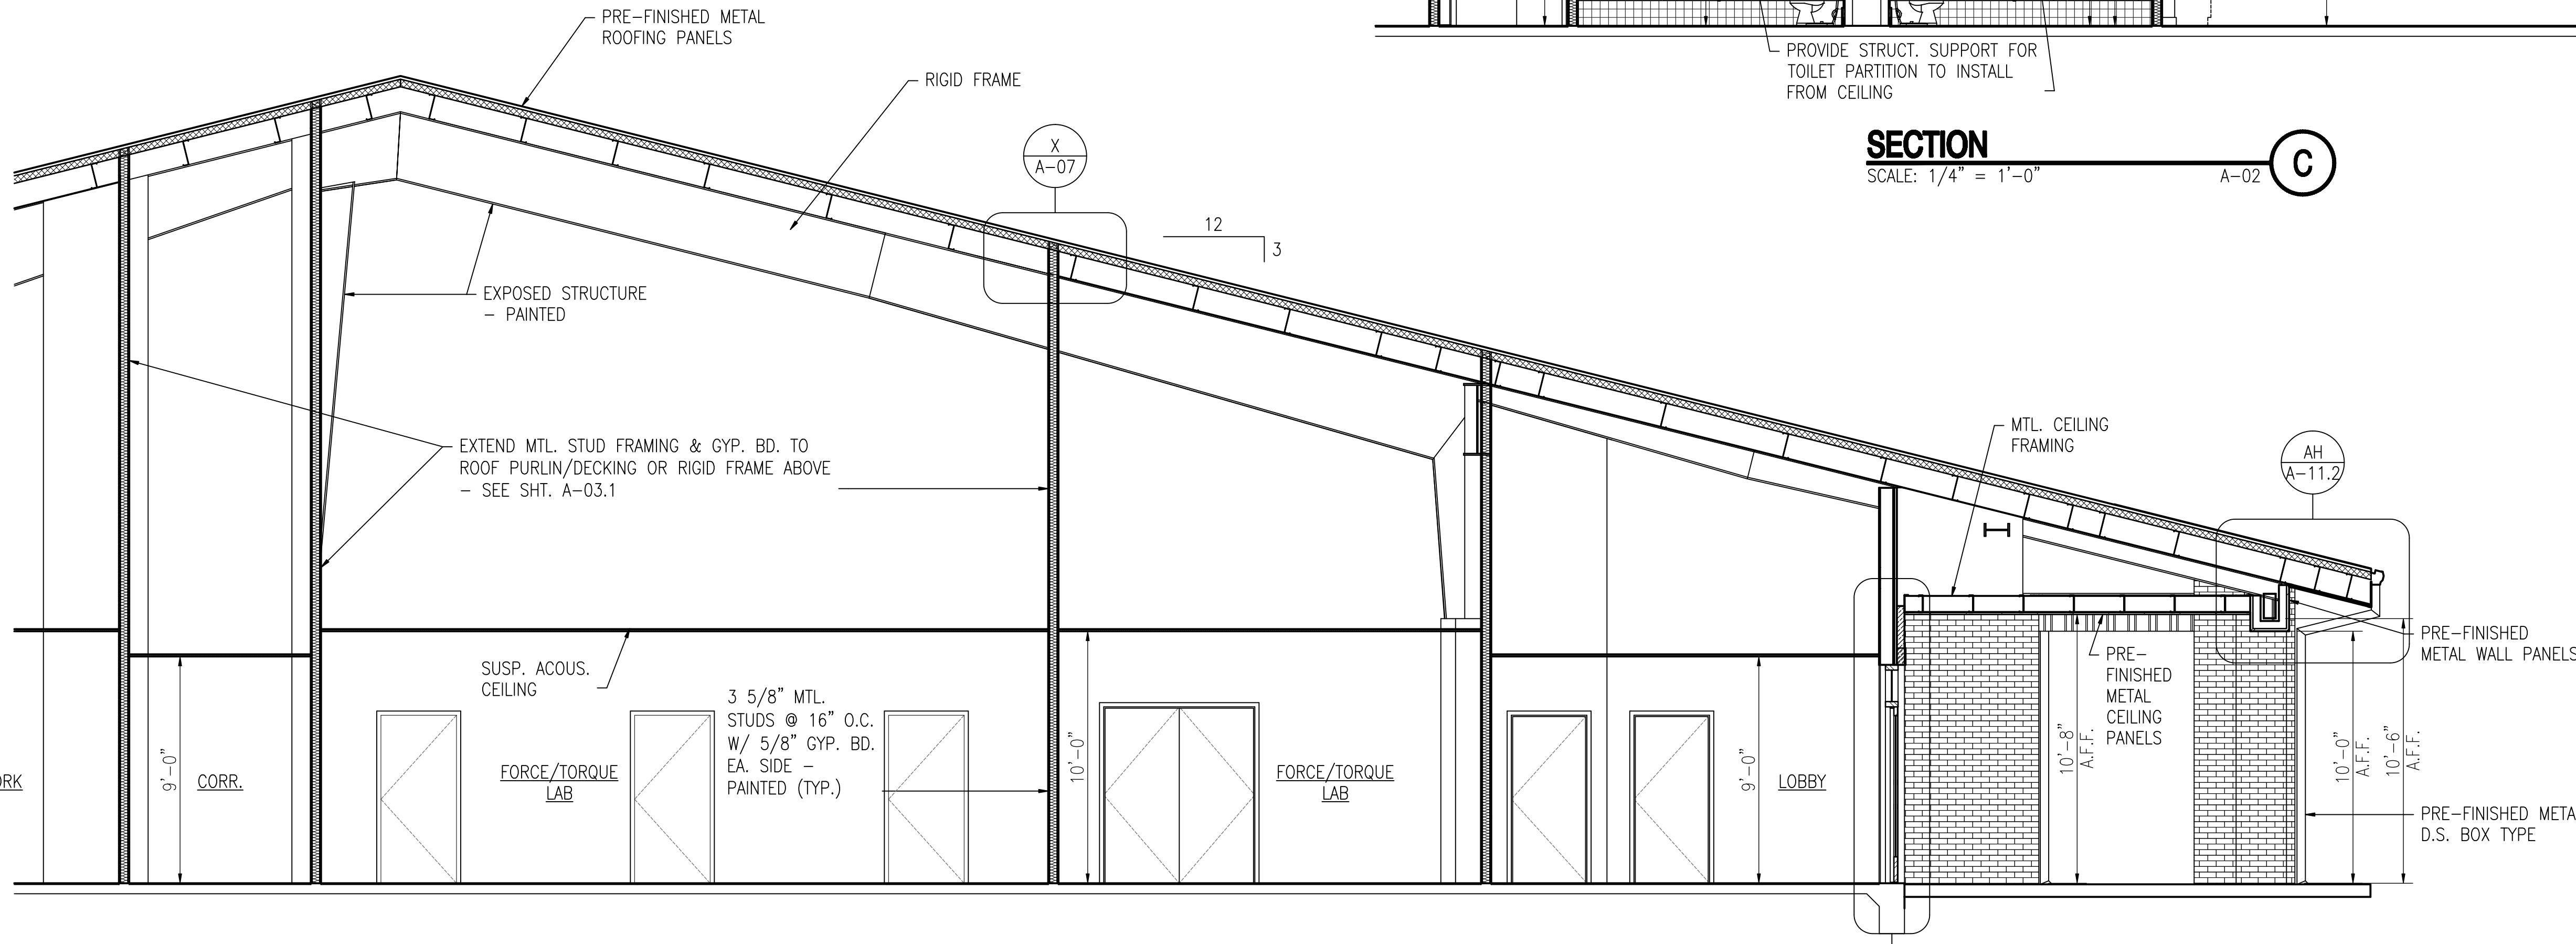 PRE-FINISHED METAL
ROOFING PANELS
RIGID FRAME
X
A-07
12
3
PROVIDE STRUCT. SUPPORT FOR
TOILET PARTITION TO INSTALL
FROM CEILING
SECTION
SCALE: 1/4" = 1'-0"
A-02
C
EXPOSED STRUCTURE
- PAINTED
EXTEND MTL. STUD FRAMING & GYP. BD. TO
ROOF PURLIN/DECKING OR RIGID FRAME ABOVE
- SEE SHT. A-03.1
MTL. CEILING
FRAMING
AH
A-11.2
SUSP. ACOUS.
CEILING
3 5/8" MTL.
STUDS @ 16" O.C.
W/ 5/8" GYP. BD.
EA. SIDE -
PAINTED (TYP.)
PRE-
FINISHED
METAL
CEILING
PANELS
PRE-FINISHED
METAL WALL PANELS
ORK
9'-0"
CORR.
FORCE/TORQUE
LAB
10'-0"
FORCE/TORQUE
LAB
9'-0"
LOBBY
10'-8"
A.F.F.
10'-0"
A.F.F.
10'-6"
A.F.F.
PRE-FINISHED META
D.S. BOX TYPE